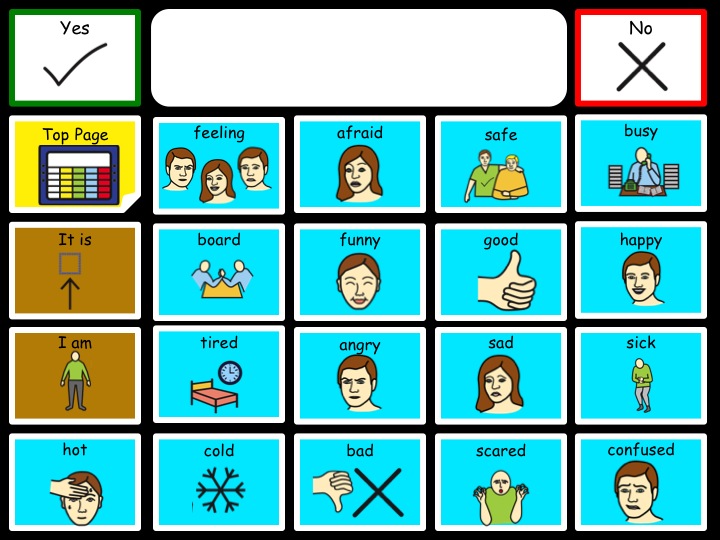 Yes
No
Top Page
feeling
afraid
safe
busy
It is
board
funny
good
happy
I am
tired
angry
sad
sick
hot
cold
bad
scared
confused